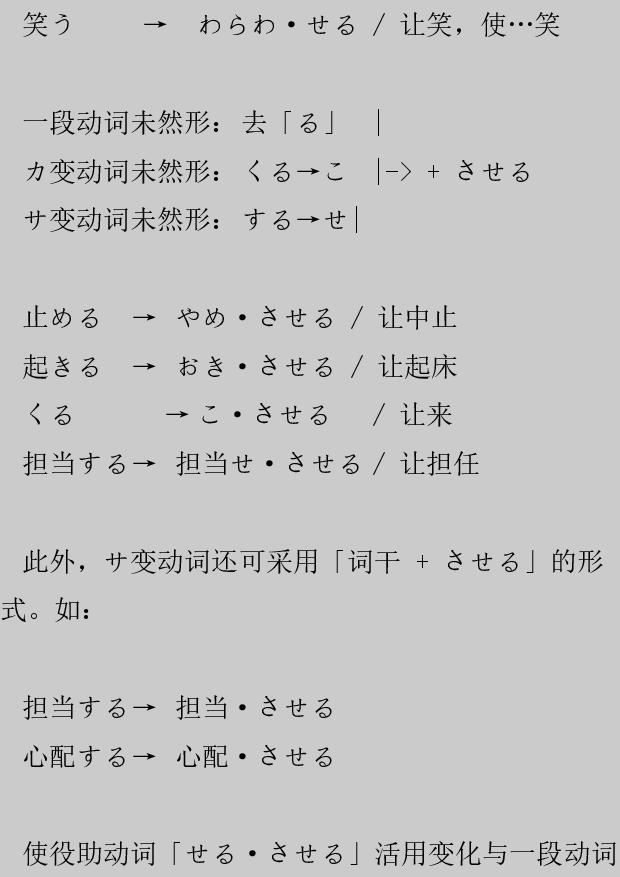 笑う → わらわ・せる / 让笑，使…笑
一段动词未然形：去「る」 |
カ变动词未然形：くる→こ |-> + させる
サ变动词未然形：する→せ|
止める → やめ・させる / 让中止
起きる → おき・させる / 让起床
くる →こ・させる / 让来
担当する→ 担当せ・させる / 让担任
此外，サ变动词还可采用「词干 + させる」的形
式。如：
担当する→ 担当・させる
心配する→ 心配・させる
使役助动词「せる・させる」活用变化与一段动词